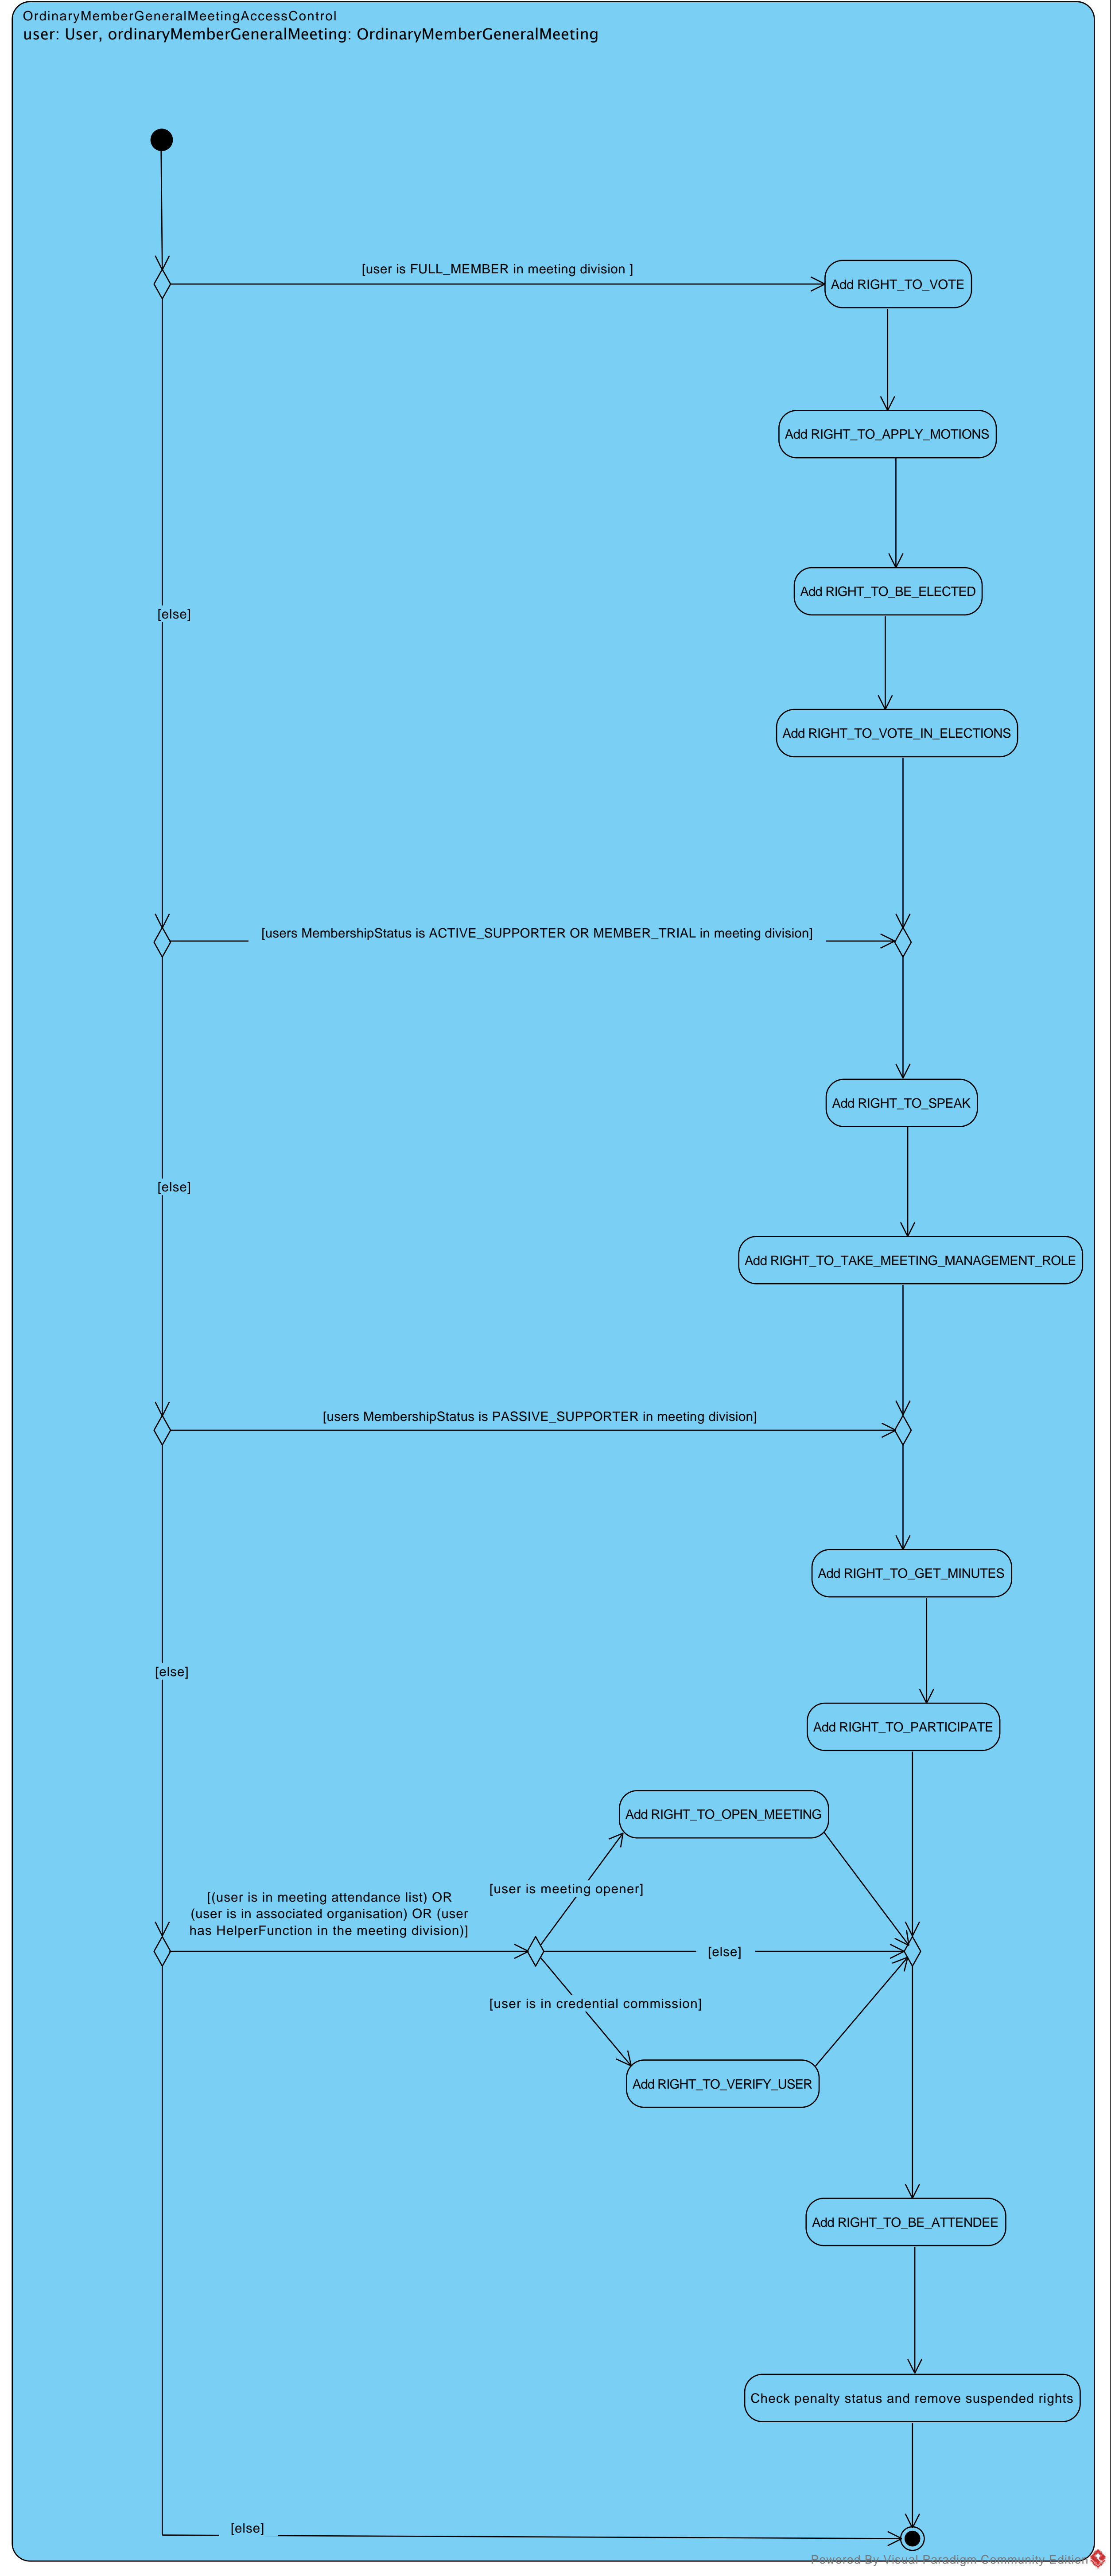 OrdinaryMemberGeneralMeetingAccessControl
user: User, ordinaryMemberGeneralMeeting: OrdinaryMemberGeneralMeeting
[user is FULL_MEMBER in meeting division ]
Add RIGHT_TO_VOTE
Add RIGHT_TO_APPLY_MOTIONS
Add RIGHT_TO_BE_ELECTED
[else]
Add RIGHT_TO_VOTE_IN_ELECTIONS
[users MembershipStatus is ACTIVE_SUPPORTER OR MEMBER_TRIAL in meeting division]
Add RIGHT_TO_SPEAK
[else]
Add RIGHT_TO_TAKE_MEETING_MANAGEMENT_ROLE
[users MembershipStatus is PASSIVE_SUPPORTER in meeting division]
Add RIGHT_TO_GET_MINUTES
[else]
Add RIGHT_TO_PARTICIPATE
Add RIGHT_TO_OPEN_MEETING
[user is meeting opener]
[(user is in meeting attendance list) OR
(user is in associated organisation) OR (user
has HelperFunction in the meeting division)]
[else]
[user is in credential commission]
Add RIGHT_TO_VERIFY_USER
Add RIGHT_TO_BE_ATTENDEE
Check penalty status and remove suspended rights
[else]
Powered By Visual Paradigm Community Edition